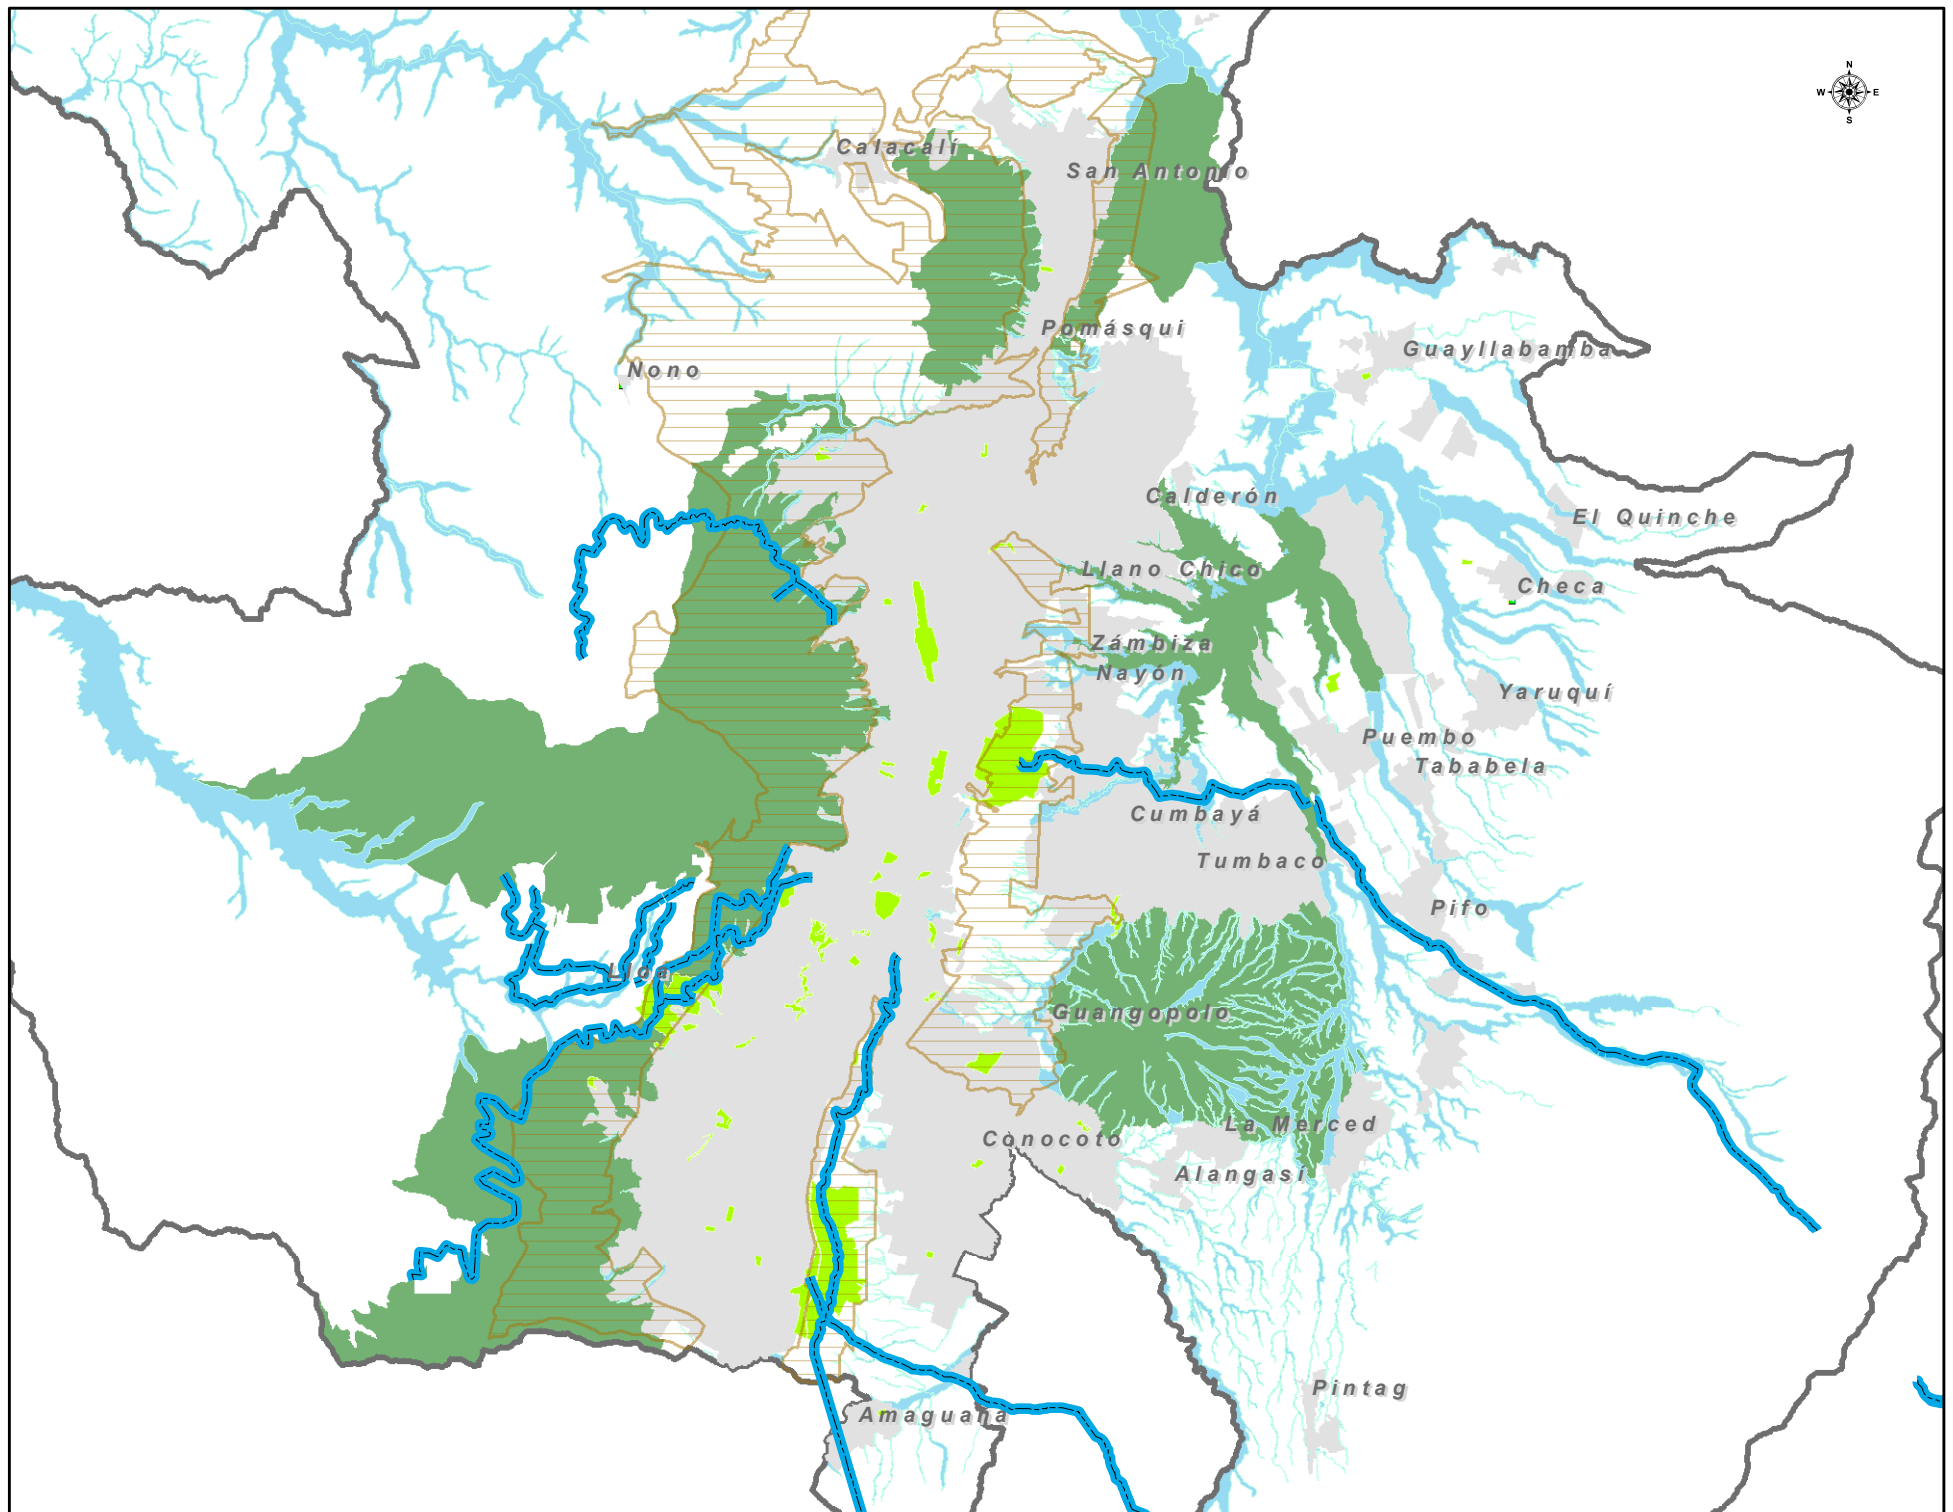 N
W E
S
Calacalí
San Antonio
Pomásqui
Guayllabamba
Nono
Calderón
El Quinche
Llano Chico
Checa
Zámbiza
Nayón
Yaruquí
Puembo
Tababela
Cumbayá
Tumbaco
Pifo
Lloa
Guangopolo
La Merced
Conocoto
Alangasí
Pintag
Amaguaña